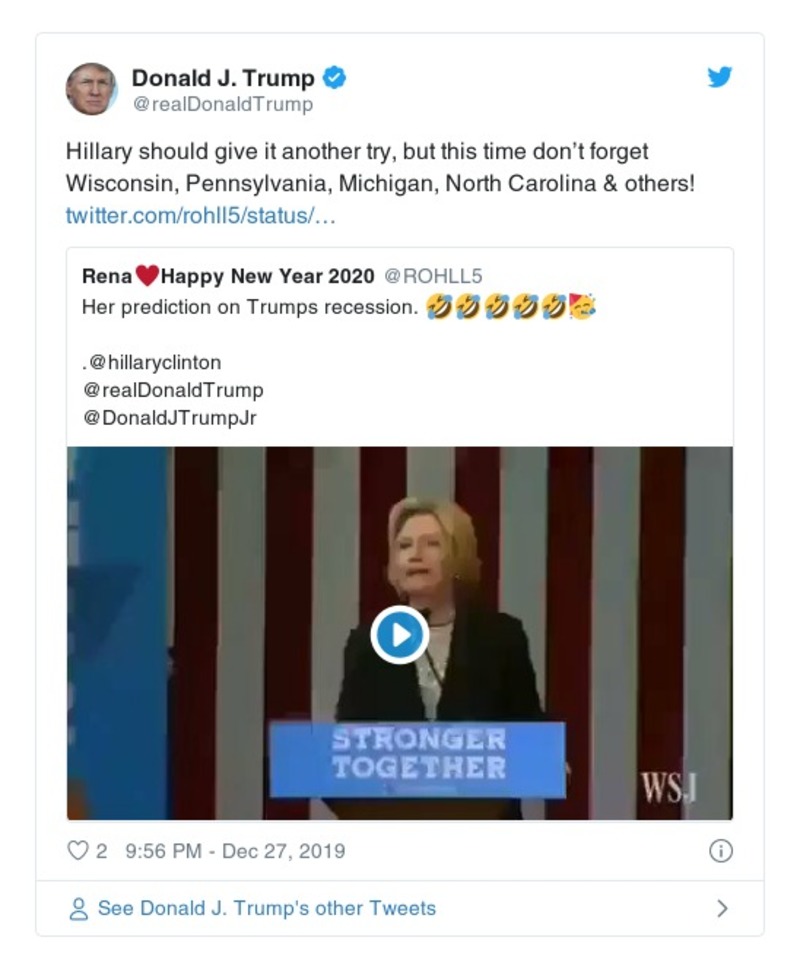 Donald J. Trump
@realDonaldTrump
Hillary should give it another try, but this time don’t forget
Wisconsin, Pennsylvania, Michigan, North Carolina & others!
twitter.com/rohll5/status/…
Rena❤️Happy New Year 2020 @ROHLL5
Her prediction on Trumps recession. 🤣🤣🤣🤣🤣🥳
.@hillaryclinton
@realDonaldTrump
@DonaldJTrumpJr
STRONGER
TOGETHER
WSJ
2 9:56 PM - Dec 27, 2019
See Donald J. Trump's other Tweets